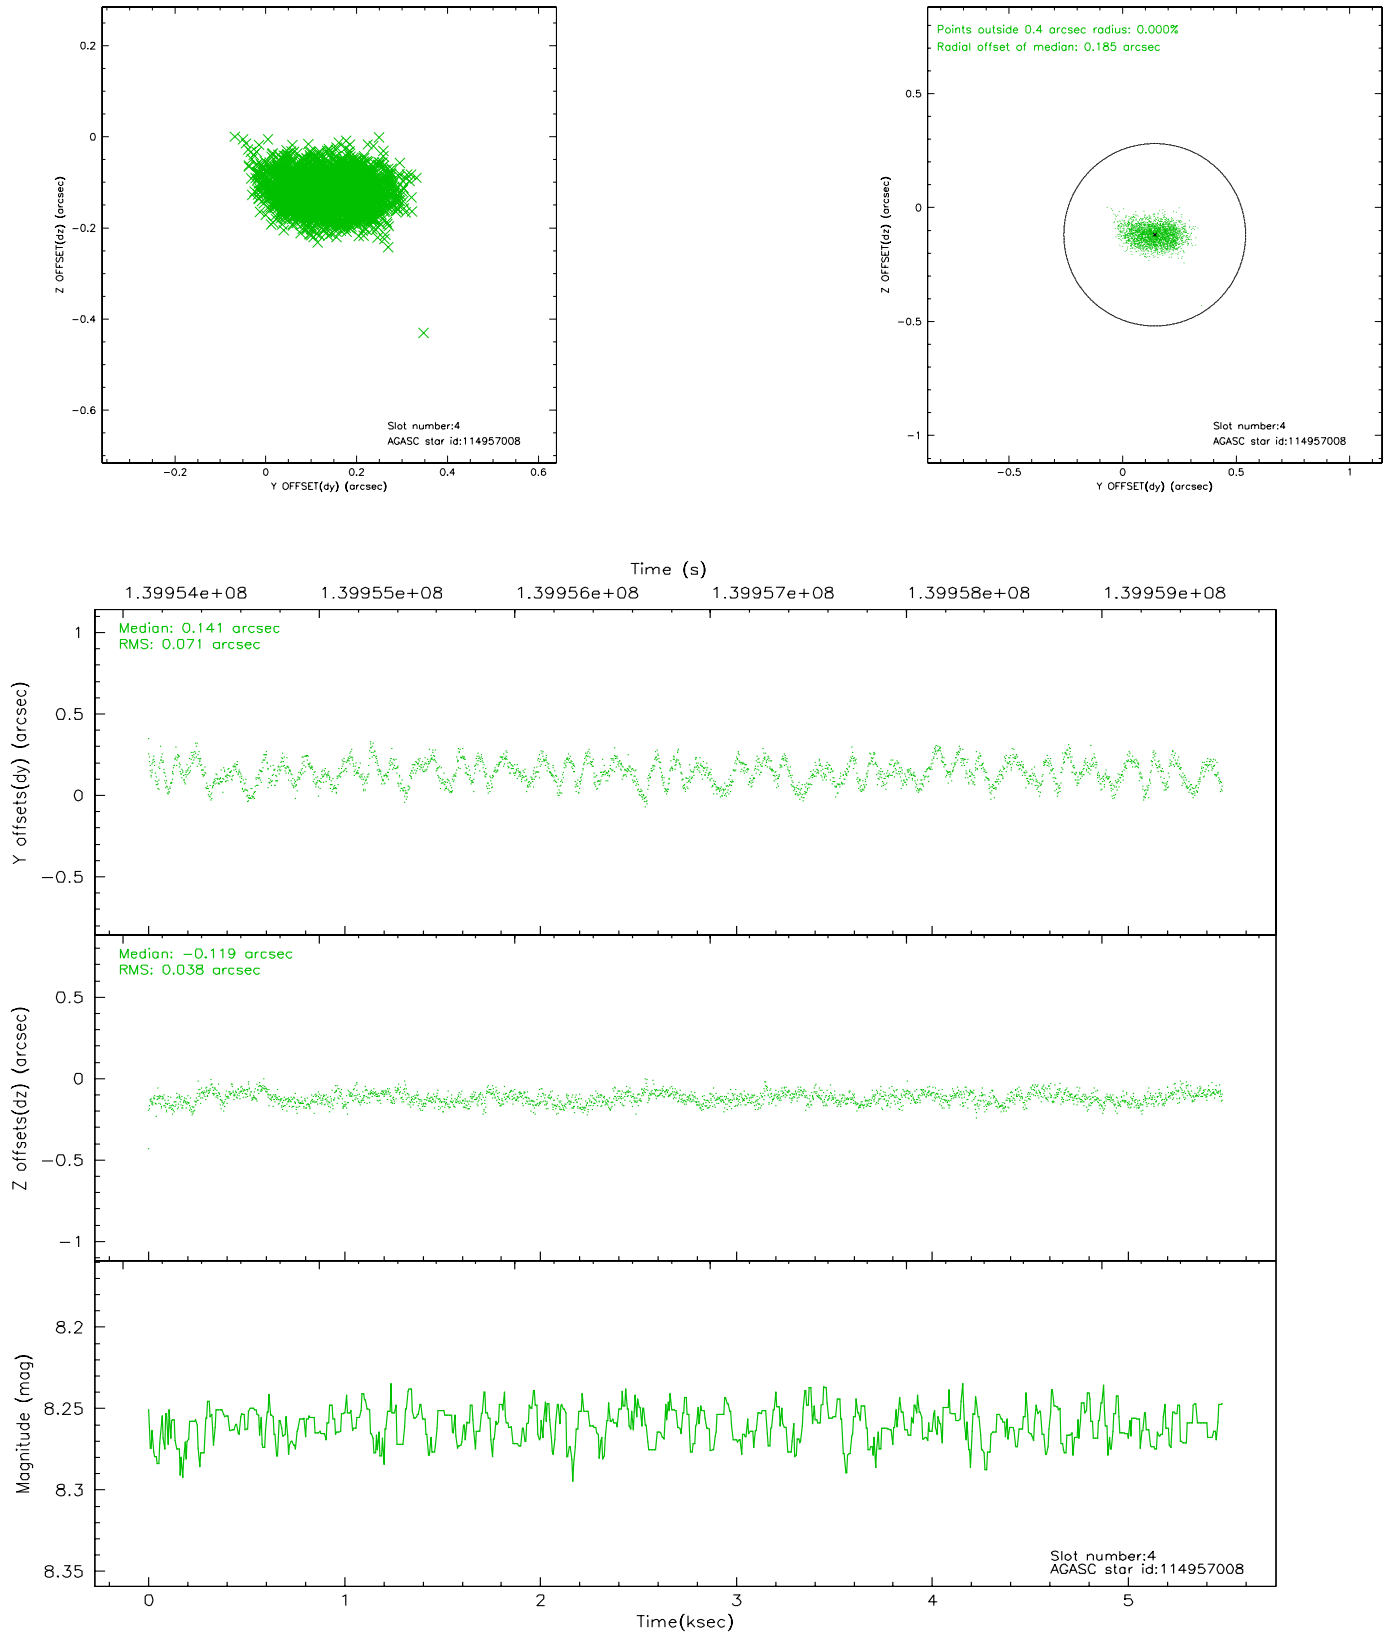 0.2
0
−0.2
−0.4
−0.6
Z OFFSET(dz) (arcsec)
Slot number:4
AGASC star id:114957008
−0.2 0 0.2 0.4 0.6
Y OFFSET(dy) (arcsec)
Points outside 0.4 arcsec radius: 0.000%
Radial offset of median: 0.185 arcsec
0.5
0
−0.5
−1
Z OFFSET(dz) (arcsec)
Slot number:4
AGASC star id:114957008
−0.5 0 0.5 1
Y OFFSET(dy) (arcsec)
Time (s)
1.39954e+08 1.39955e+08 1.39956e+08 1.39957e+08 1.39958e+08 1.39959e+08
Median: 0.141 arcsec
RMS: 0.071 arcsec
1
0.5
0
−0.5
Y offsets(dy) (arcsec)
Median: −0.119 arcsec
RMS: 0.038 arcsec
0.5
0
−0.5
−1
Z offsets(dz) (arcsec)
8.2
8.25
8.3
8.35
Magnitude (mag)
Slot number:4
AGASC star id:114957008
0 1 2 3 4 5
Time(ksec)